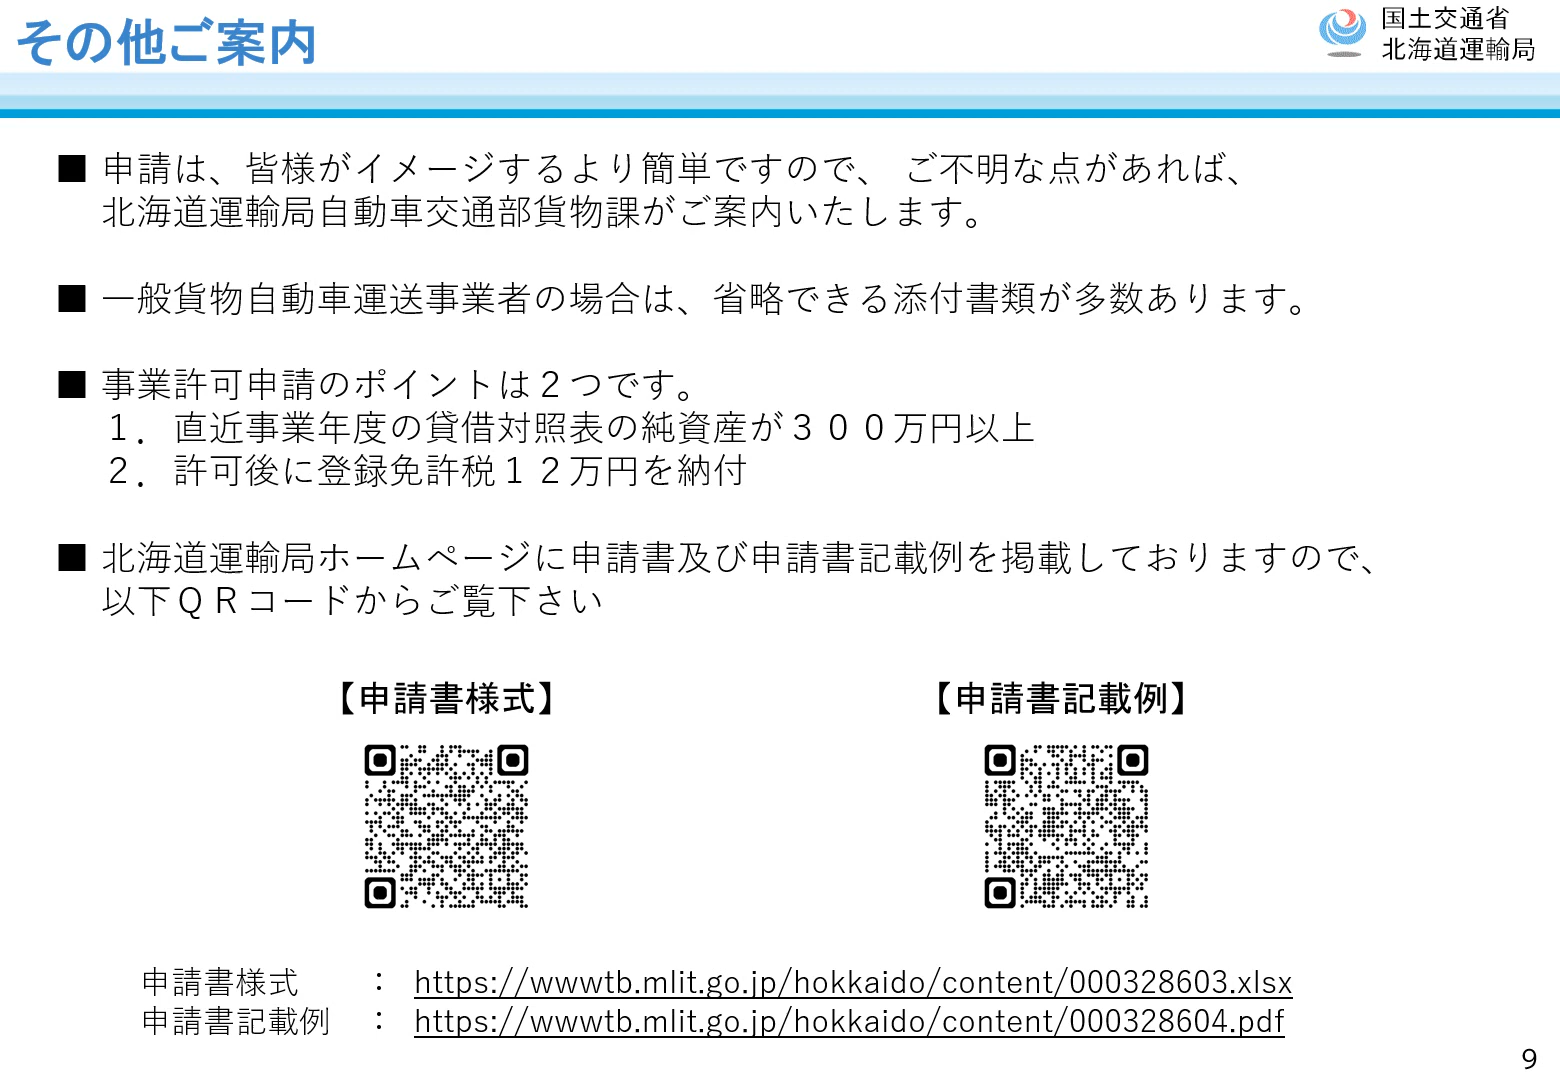 その他ご案内
国土交通省
北海道運輸局
■ 申請は、皆様がイメージするより簡単ですので、 ご不明な点があれば、
北海道運輸局自動車交通部貨物課がご案内いたします。
■ 一般貨物自動車運送事業者の場合は、省略できる添付書類が多数あります。
■ 事業許可申請のポイントは２つです。
１．直近事業年度の貸借対照表の純資産が３００万円以上
２．許可後に登録免許税１２万円を納付
■ 北海道運輸局ホームページに申請書及び申請書記載例を掲載しておりますので、
以下ＱＲコードからご覧下さい
【申請書様式】 【申請書記載例】
申請書様式 ： https://wwwtb.mlit.go.jp/hokkaido/content/000328603.xlsx
申請書記載例 ： https://wwwtb.mlit.go.jp/hokkaido/content/000328604.pdf
9